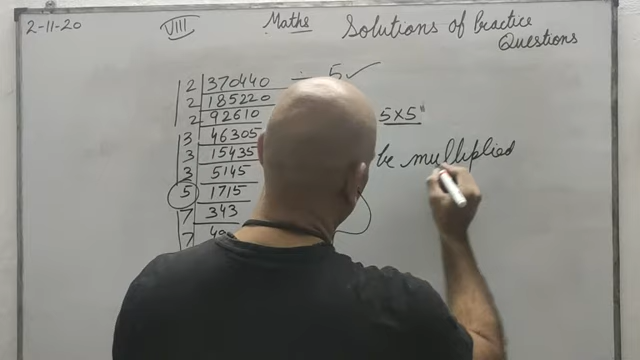 2-11-20 VIII Maths Solutions of Practice
Questions
2 370440 ÷ 5 ✓
2 185220
2 92610 5×5"
3 46305
3 15435 be multiplied
3 5145
5 1715
7 343
7